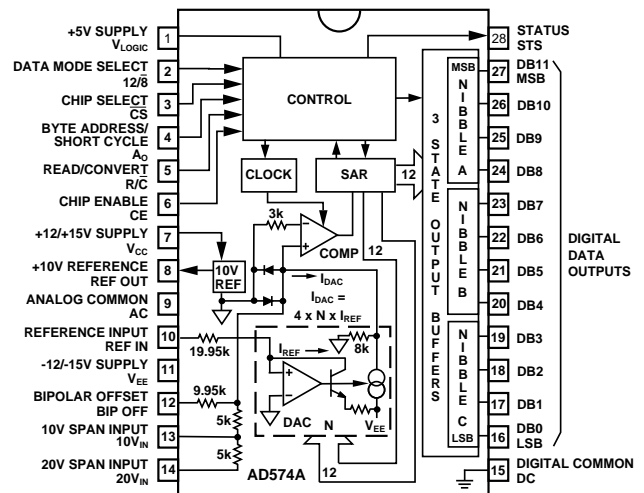 +5V SUPPLY
VLOGIC
1
DATA MODE SELECT
12/8̅
2
CHIP SELECT
C̅S̅
3
BYTE ADDRESS/
SHORT CYCLE
AO
4
READ/CONVERT
R/C̅
5
CHIP ENABLE
CE
6
+12/+15V SUPPLY
VCC
7
+10V REFERENCE
REF OUT
8
ANALOG COMMON
AC
9
REFERENCE INPUT
REF IN
10
-12/-15V SUPPLY
VEE
11
BIPOLAR OFFSET
BIP OFF
12
10V SPAN INPUT
10VIN
13
20V SPAN INPUT
20VIN
14
CONTROL
CLOCK
SAR
12
3k
COMP
12
10V
REF
IDAC
IDAC =
4 x N x IREF
19.95k
IREF
8k
9.95k
5k
5k
DAC
N
VEE
12
AD574A
3 STATE OUTPUT BUFFERS
MSB
NIBBLE A
NIBBLE B
NIBBLE C
LSB
28
STATUS
STS
27
DB11
MSB
26
DB10
25
DB9
24
DB8
23
DB7
22
DB6
21
DB5
20
DB4
19
DB3
18
DB2
17
DB1
16
DB0
LSB
15
DIGITAL COMMON
DC
DIGITAL
DATA
OUTPUTS